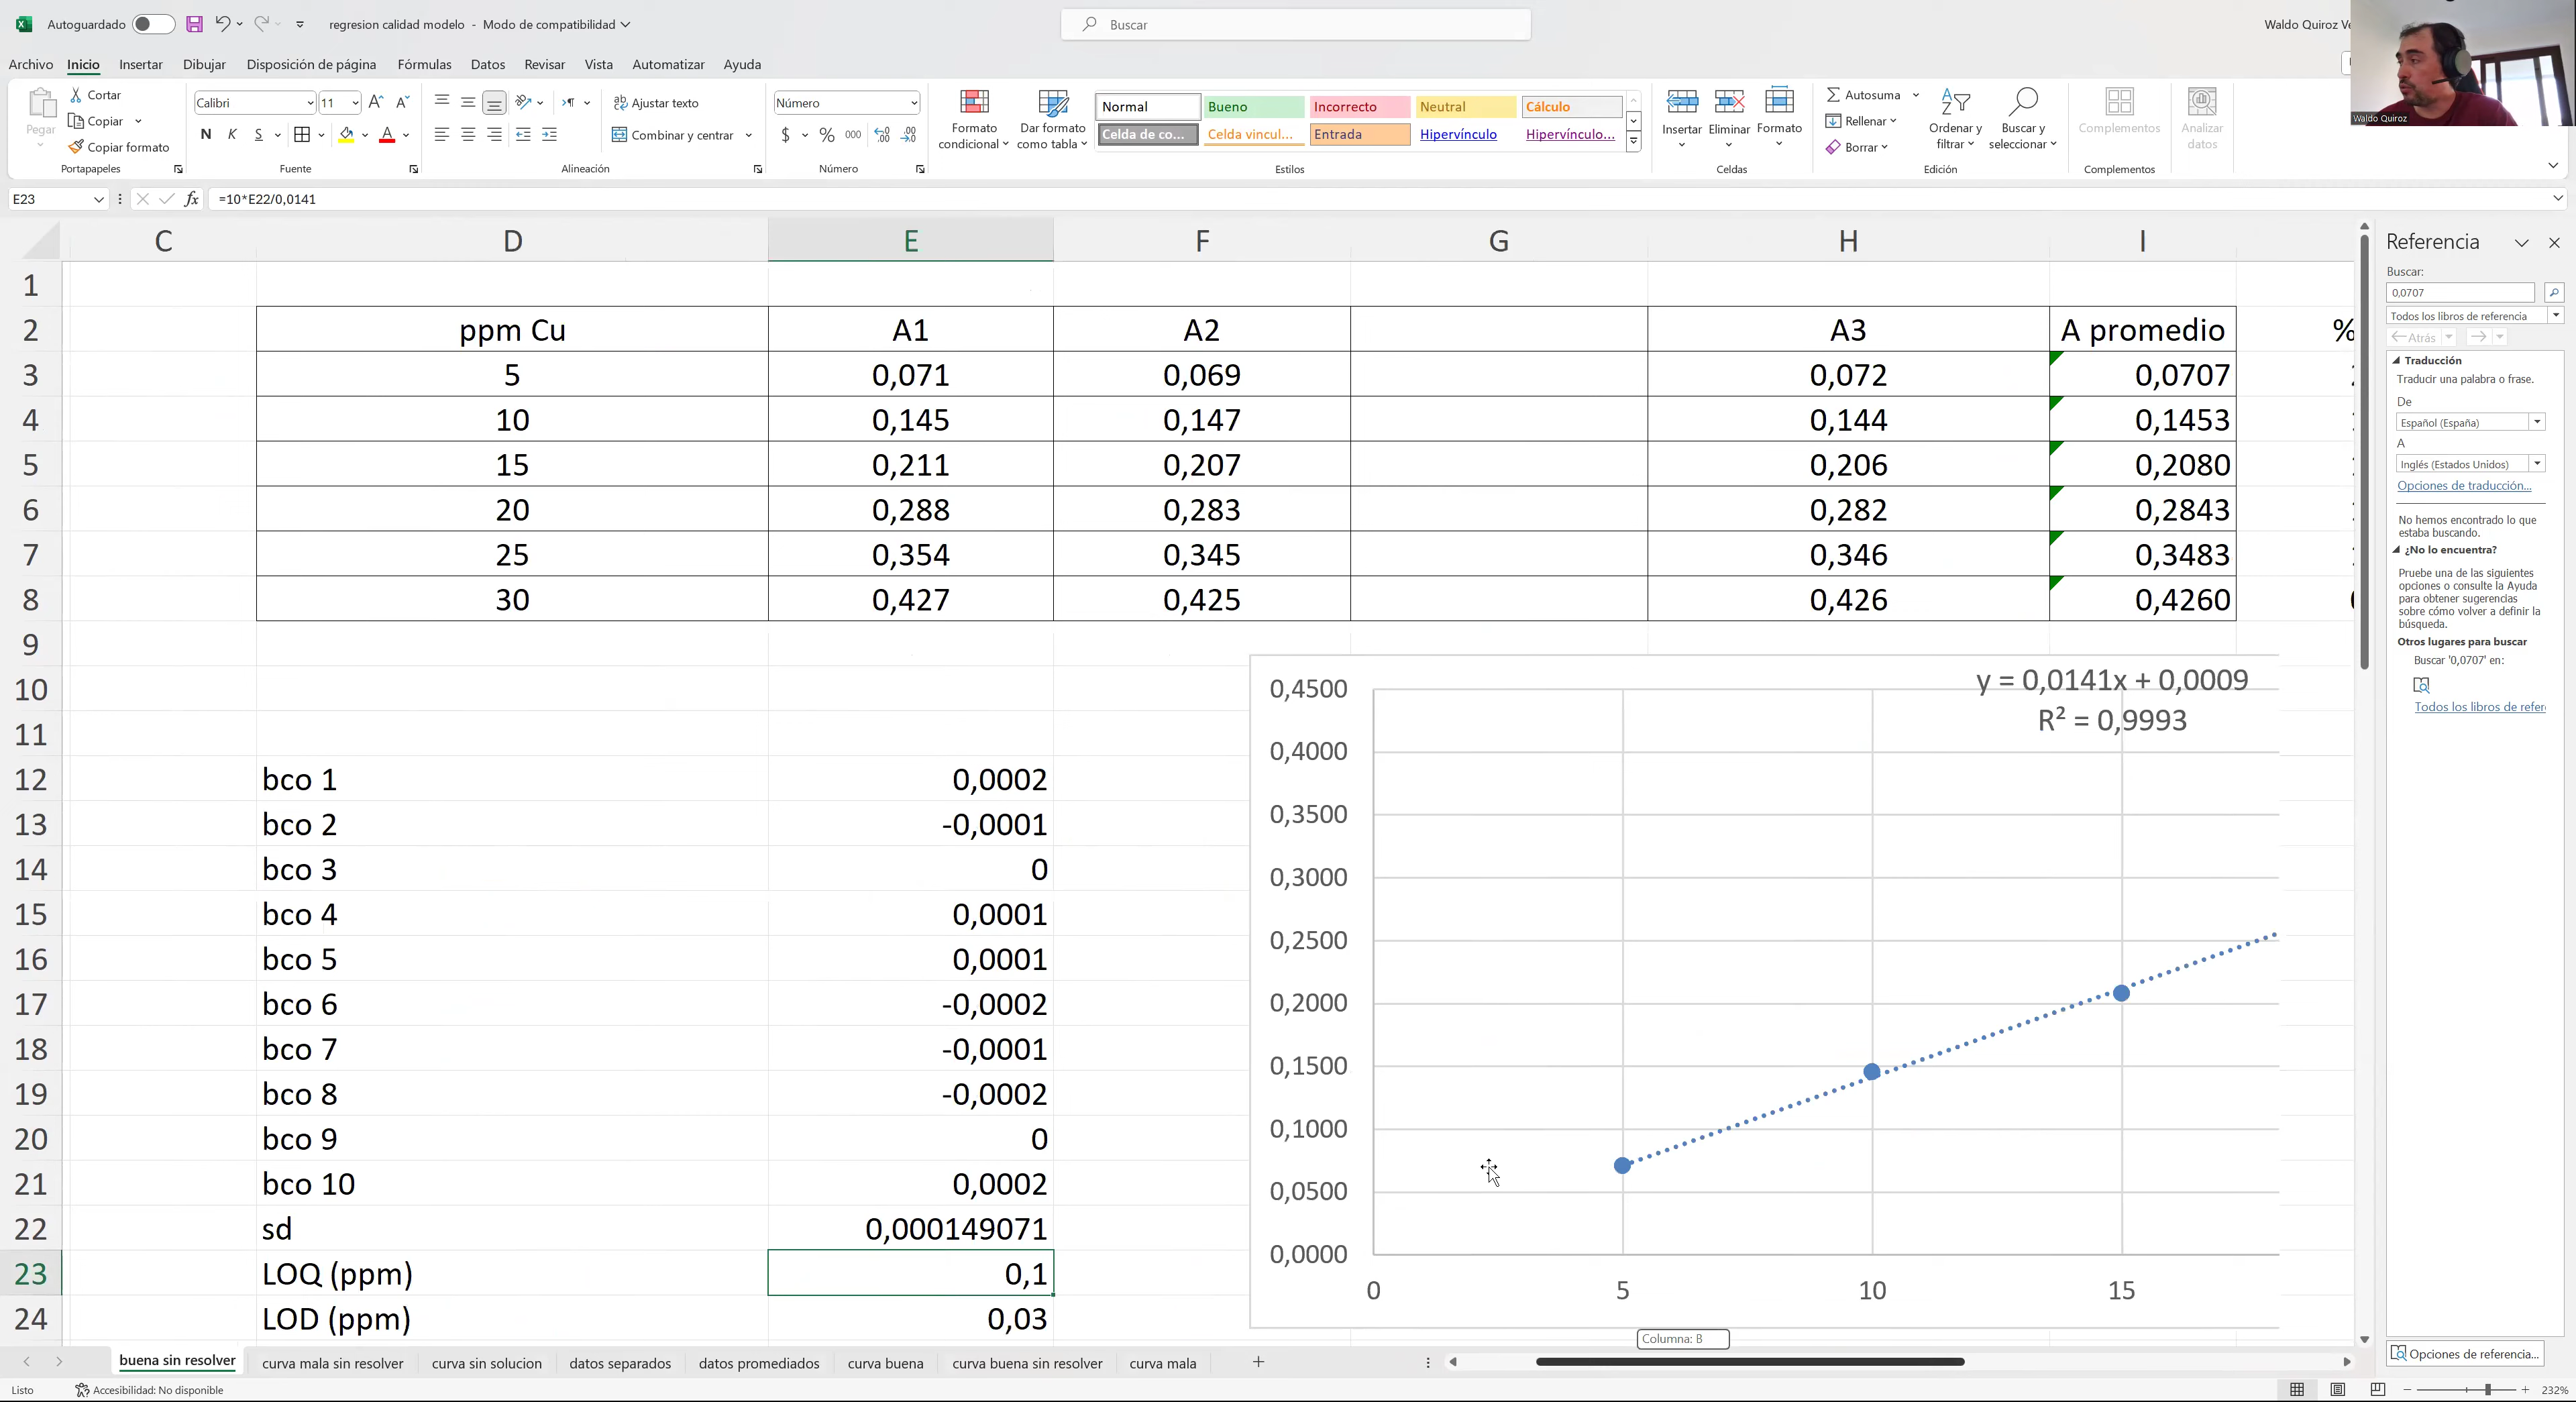 Autoguardado
regresion calidad modelo - Modo de compatibilidad
Buscar
Waldo Quiroz
Archivo Inicio Insertar Dibujar Disposición de página Fórmulas Datos Revisar Vista Automatizar Ayuda
Pegar
Cortar
Copiar
Copiar formato
Portapapeles
Calibri 11
N K S
Fuente
Ajustar texto
Combinar y centrar
Alineación
Número
$ % 000
Número
Formato condicional
Dar formato como tabla
Normal Bueno Incorrecto Neutral Cálculo
Celda de co... Celda vincul... Entrada Hipervínculo Hipervínculo...
Estilos
Insertar Eliminar Formato
Celdas
Autosuma
Rellenar
Borrar
Ordenar y filtrar
Buscar y seleccionar
Edición
Complementos
Complementos
Analizar datos
Waldo Quiroz
E23 fx =10*E22/0,0141
C D E F G H I
1
2 ppm Cu A1 A2 A3 A promedio %
3 5 0,071 0,069 0,072 0,0707
4 10 0,145 0,147 0,144 0,1453
5 15 0,211 0,207 0,206 0,2080
6 20 0,288 0,283 0,282 0,2843
7 25 0,354 0,345 0,346 0,3483
8 30 0,427 0,425 0,426 0,4260
9
10
11
12 bco 1 0,0002
13 bco 2 -0,0001
14 bco 3 0
15 bco 4 0,0001
16 bco 5 0,0001
17 bco 6 -0,0002
18 bco 7 -0,0001
19 bco 8 -0,0002
20 bco 9 0
21 bco 10 0,0002
22 sd 0,000149071
23 LOQ (ppm) 0,1
24 LOD (ppm) 0,03
y = 0,0141x + 0,0009
R² = 0,9993
0,4500
0,4000
0,3500
0,3000
0,2500
0,2000
0,1500
0,1000
0,0500
0,0000
0 5 10 15
Columna: B
Referencia
Buscar:
0,0707
Todos los libros de referencia
Atrás
Traducción
Traducir una palabra o frase.
De
Español (España)
A
Inglés (Estados Unidos)
Opciones de traducción...
No hemos encontrado lo que
estaba buscando.
¿No lo encuentra?
Pruebe una de las siguientes
opciones o consulte la Ayuda
para obtener sugerencias
sobre cómo volver a definir la
búsqueda.
Otros lugares para buscar
Buscar '0,0707' en:
Todos los libros de refer
Opciones de referencia...
buena sin resolver curva mala sin resolver curva sin solucion datos separados datos promediados curva buena curva buena sin resolver curva mala
Listo Accesibilidad: No disponible 232%